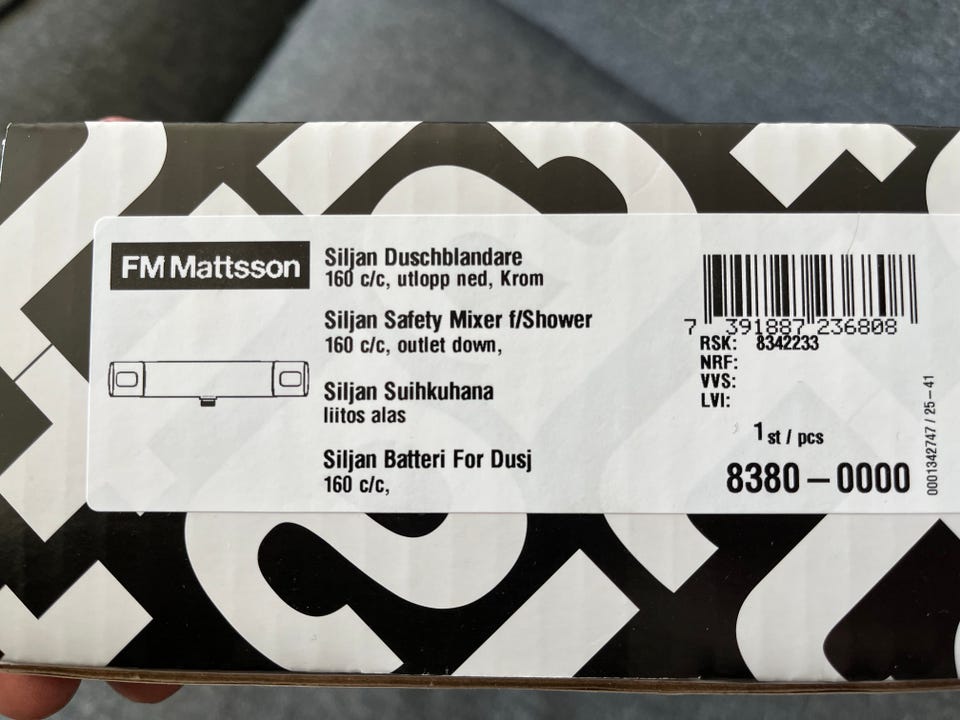 FM Mattsson
Siljan Duschblandare
160 c/c, utlopp ned, Krom
Siljan Safety Mixer f/Shower
160 c/c, outlet down,
Siljan Suihkuhana
liitos alas
Siljan Batteri For Dusj
160 c/c,
7 391887 236808
RSK: 8342233
NRF:
VVS:
LVI:
1 st / pcs
8380-0000
0001342747 / 25-41